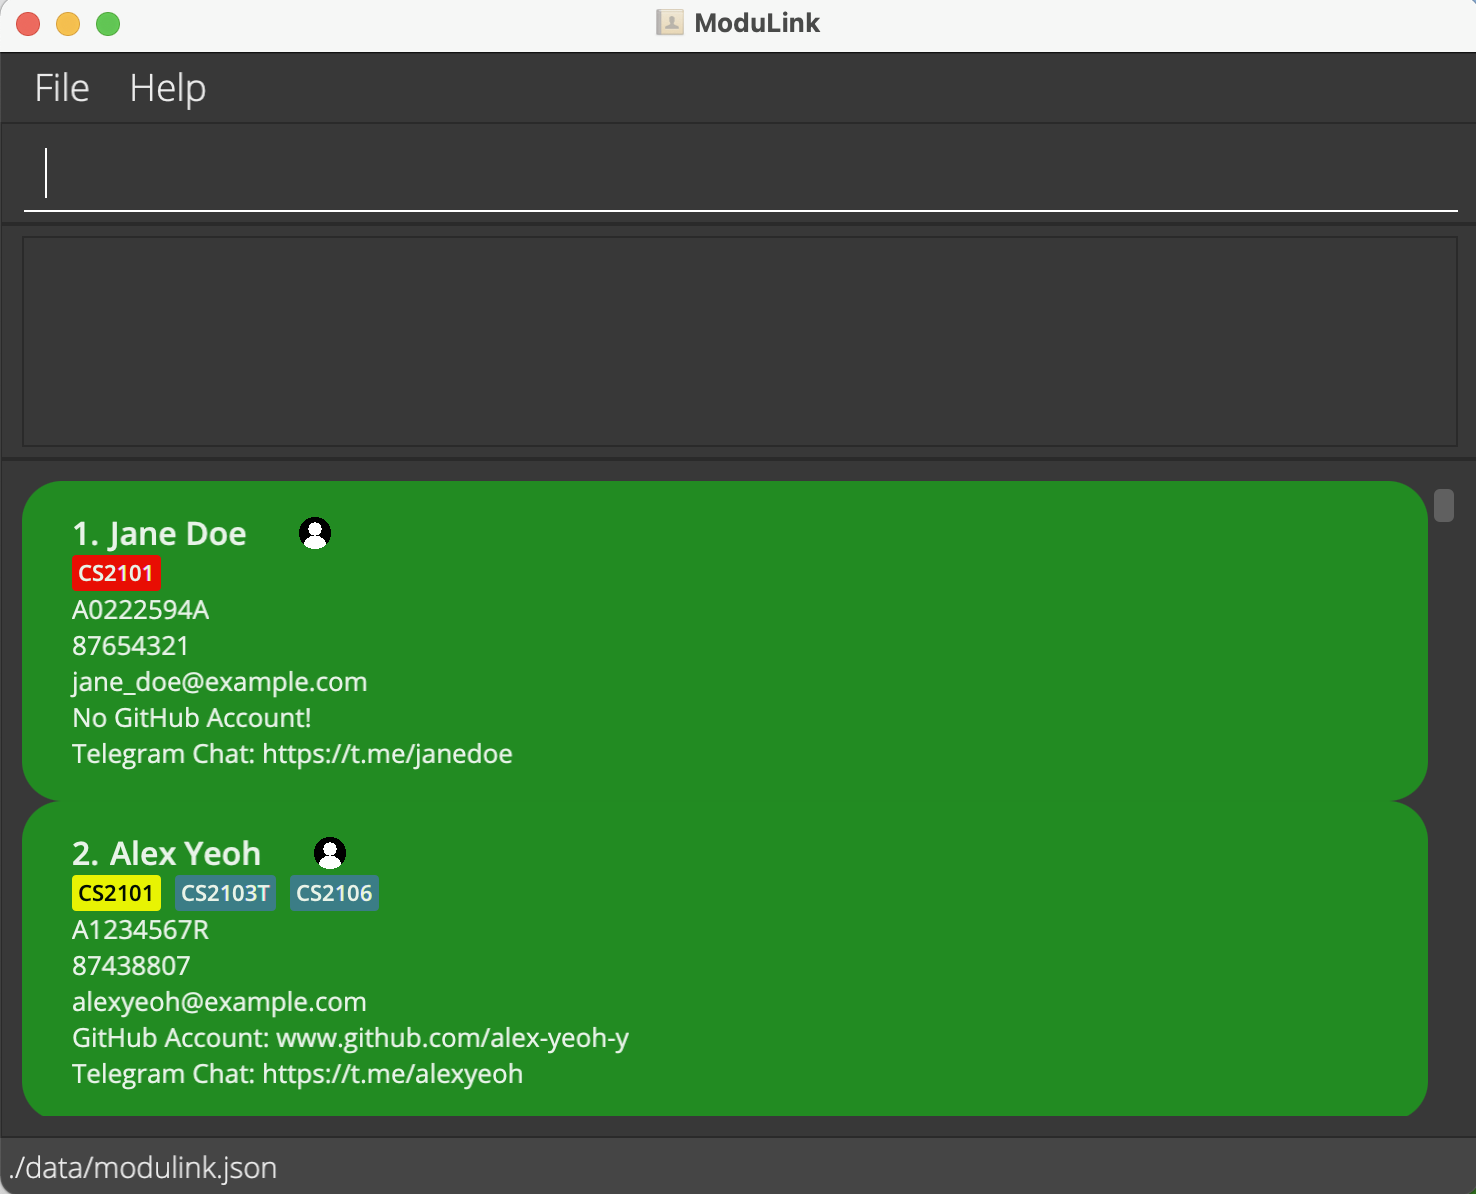 ModuLink
File Help
1. Jane Doe
CS2101
A0222594A
87654321
jane_doe@example.com
No GitHub Account!
Telegram Chat: https://t.me/janedoe
2. Alex Yeoh
CS2101 CS2103T CS2106
A1234567R
87438807
alexyeoh@example.com
GitHub Account: www.github.com/alex-yeoh-y
Telegram Chat: https://t.me/alexyeoh
./data/modulink.json